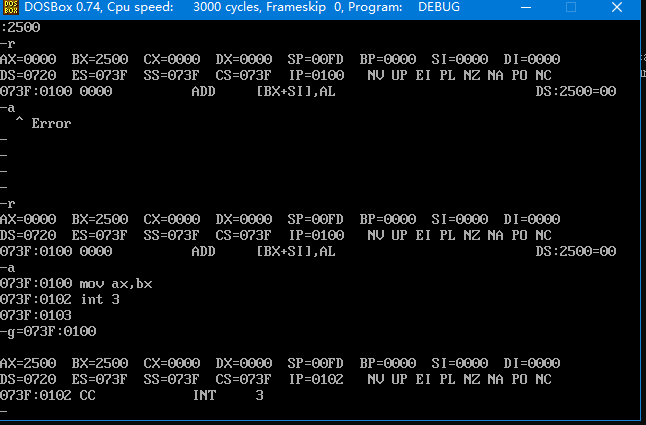 DOSBox 0.74, Cpu speed: 3000 cycles, Frameskip 0, Program: DEBUG
:2500
-r
AX=0000 BX=2500 CX=0000 DX=0000 SP=00FD BP=0000 SI=0000 DI=0000
DS=0720 ES=073F SS=073F CS=073F IP=0100 NV UP EI PL NZ NA PO NC
073F:0100 0000 ADD [BX+SI],AL DS:2500=00
-a
^ Error
-
-
-
-
-r
AX=0000 BX=2500 CX=0000 DX=0000 SP=00FD BP=0000 SI=0000 DI=0000
DS=0720 ES=073F SS=073F CS=073F IP=0100 NV UP EI PL NZ NA PO NC
073F:0100 0000 ADD [BX+SI],AL DS:2500=00
-a
073F:0100 mov ax,bx
073F:0102 int 3
073F:0103
-g=073F:0100
AX=2500 BX=2500 CX=0000 DX=0000 SP=00FD BP=0000 SI=0000 DI=0000
DS=0720 ES=073F SS=073F CS=073F IP=0102 NV UP EI PL NZ NA PO NC
073F:0102 CC INT 3
-